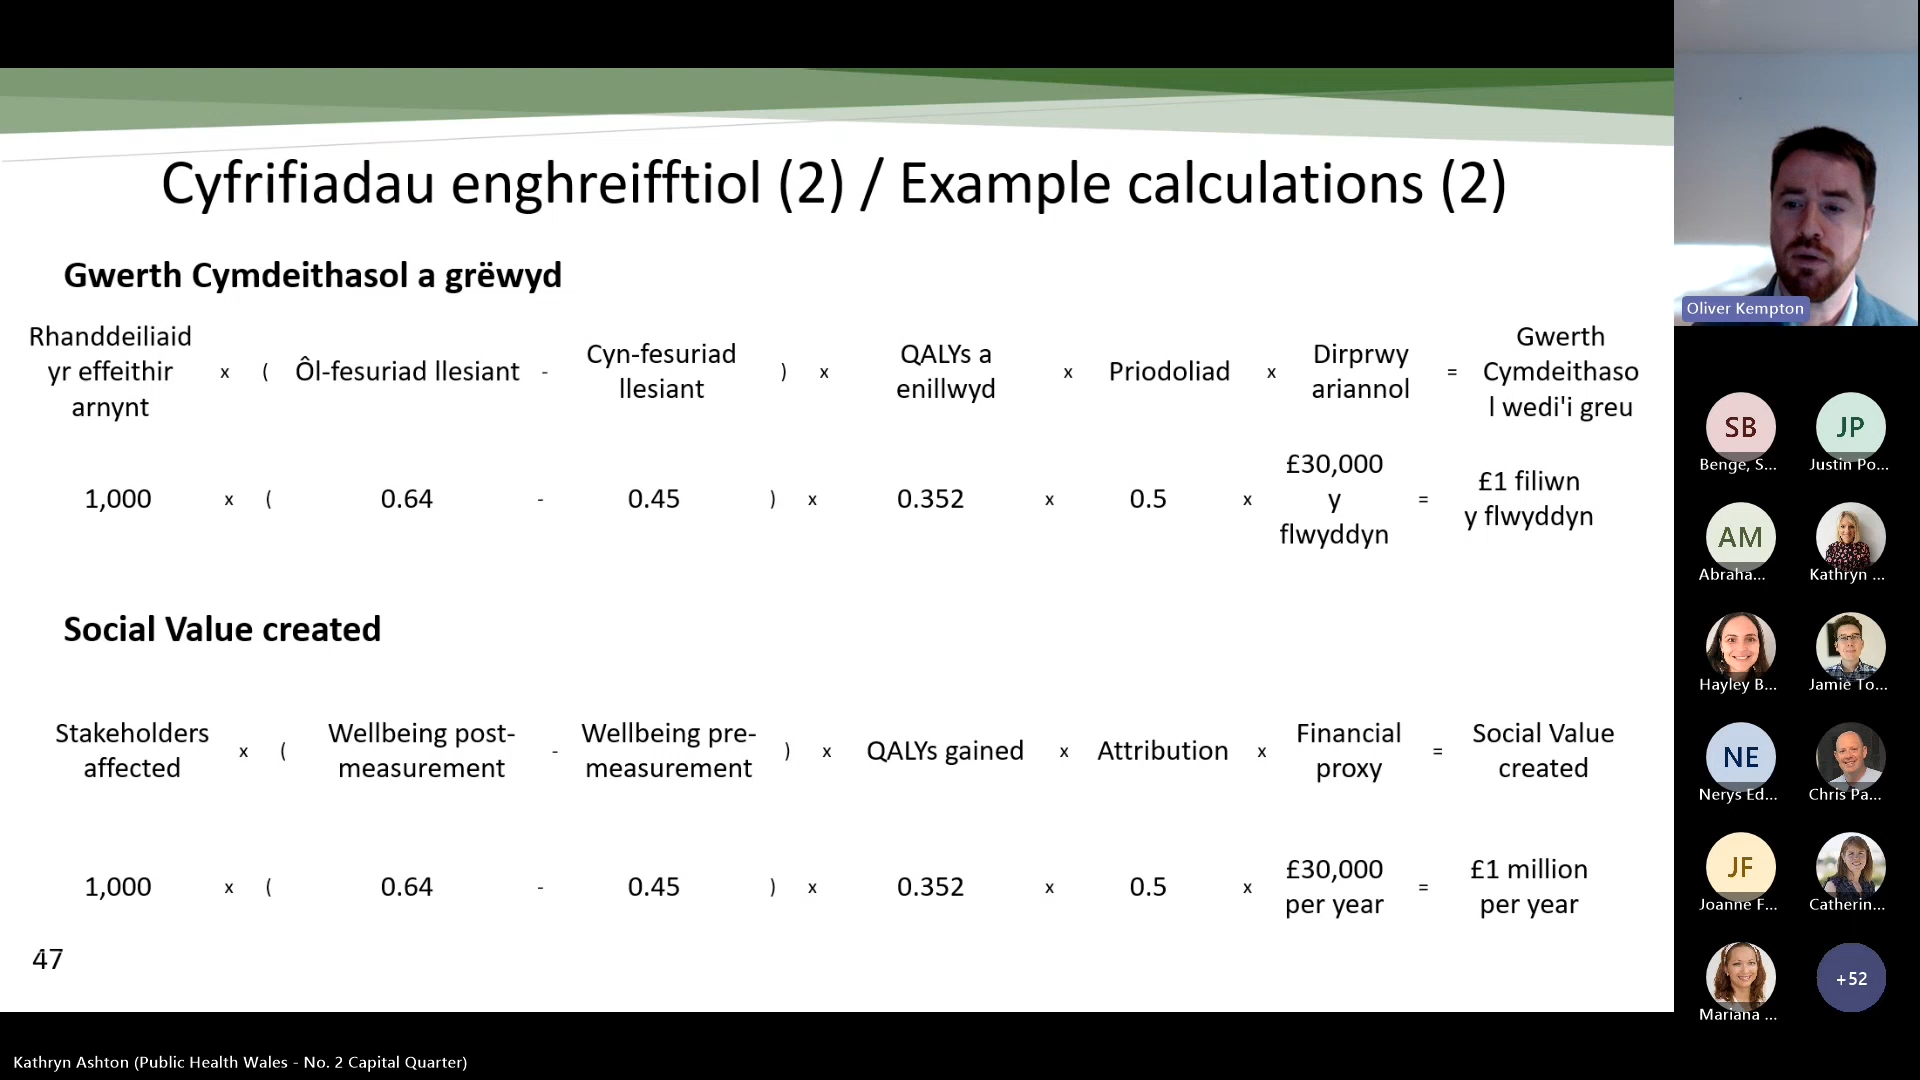 Cyfrifiadau enghreifftiol (2) / Example calculations (2)
Gwerth Cymdeithasol a grëwyd
Rhanddeiliaid
yr effeithir
arnynt
x
(
Ôl-fesuriad llesiant
-
Cyn-fesuriad
llesiant
)
x
QALYs a
enillwyd
x
Priodoliad
x
Dirprwy
ariannol
=
Gwerth
Cymdeithaso
l wedi'i greu
1,000
x
(
0.64
-
0.45
)
x
0.352
x
0.5
x
£30,000
y
flwyddyn
=
£1 filiwn
y flwyddyn
Social Value created
Stakeholders
affected
x
(
Wellbeing post-
measurement
-
Wellbeing pre-
measurement
)
x
QALYs gained
x
Attribution
x
Financial
proxy
=
Social Value
created
1,000
x
(
0.64
-
0.45
)
x
0.352
x
0.5
x
£30,000
per year
=
£1 million
per year
47
Oliver Kempton
SB
Benge, S...
JP
Justin Po...
AM
Abraha...
Kathryn ...
Hayley B...
Jamie To...
NE
Nerys Ed...
Chris Pa...
JF
Joanne F...
Catherin...
Mariana ...
+52
Kathryn Ashton (Public Health Wales - No. 2 Capital Quarter)